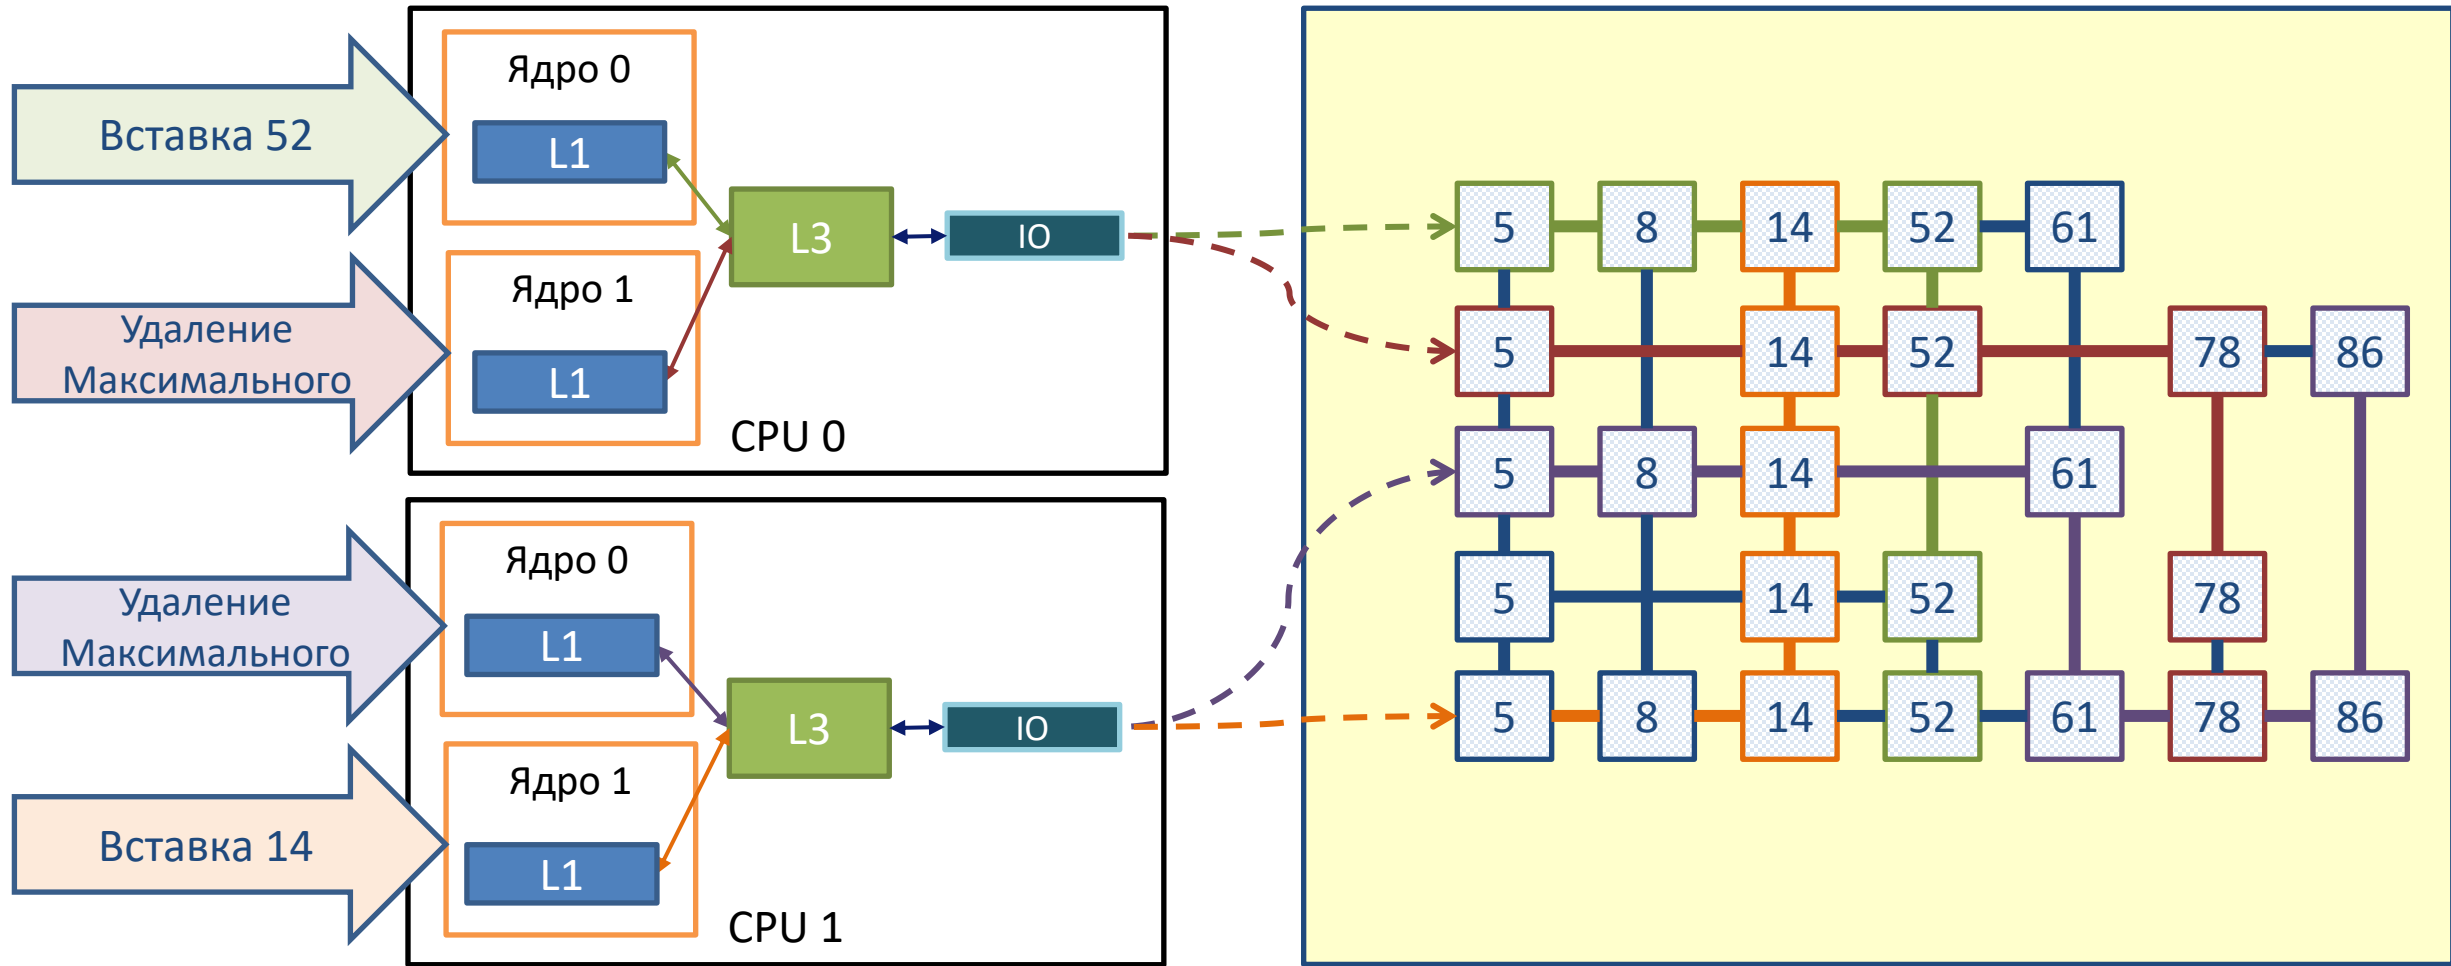 Вставка 52
Удаление
Максимального
Ядро 0
L1
Ядро 1
L1
L3
IO
CPU 0
Удаление
Максимального
Вставка 14
Ядро 0
L1
Ядро 1
L1
L3
IO
CPU 1
5 8 14 52 61
5 14 52 78 86
5 8 14 61
5 14 52 78
5 8 14 52 61 78 86